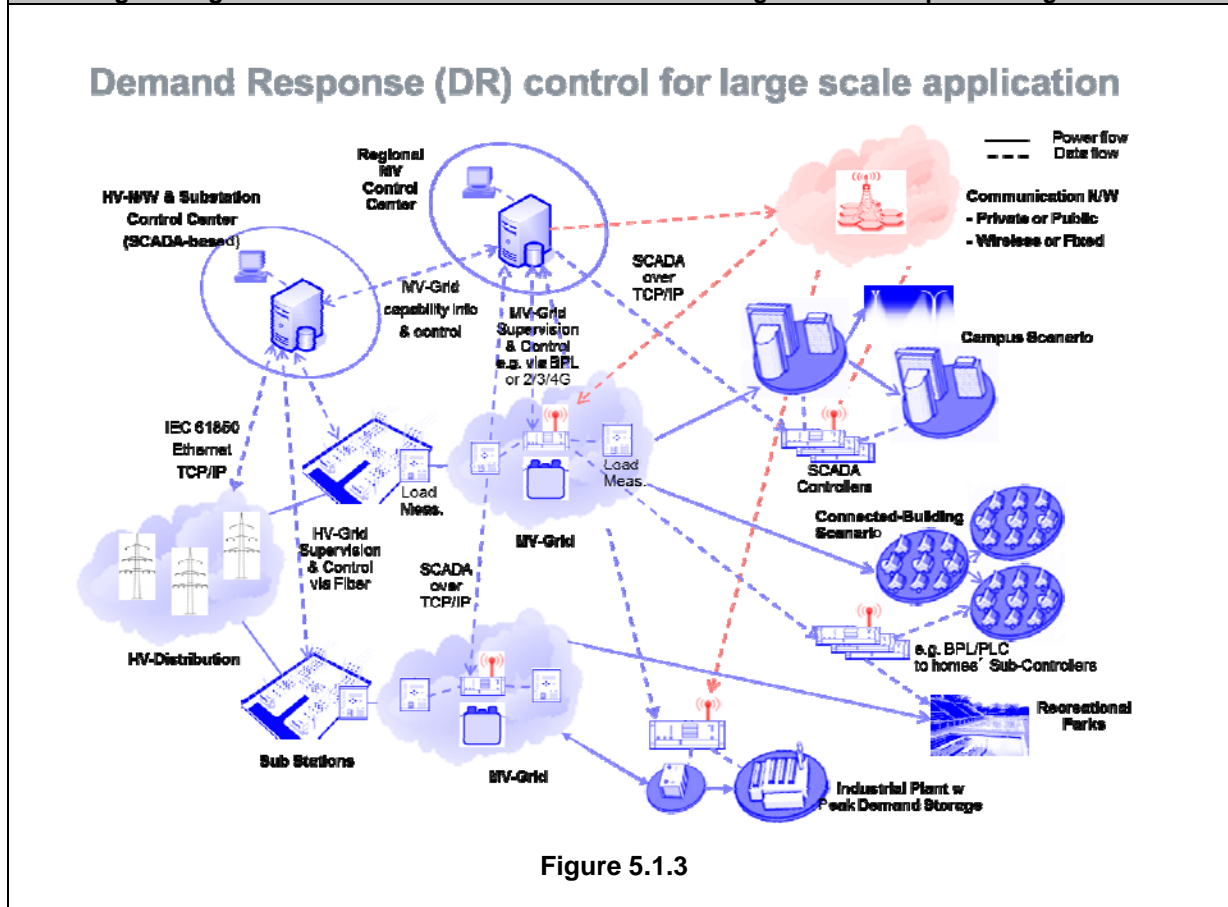 Demand Response (DR) control for large scale application
Power flow
Data flow
Regional
MV
Control
Center
HV-N/W & Substation
Control Center
(SCADA-based)
Communication N/W
- Private or Public
- Wireless or Fixed
SCADA
over
TCP/IP
MV-Grid
capability info
& control
MV-Grid
Supervision
& Control
e.g. via BPL
or 2/3/4G
Campus Scenario
IEC 61850
Ethernet
TCP/IP
Load
Meas.
Load
Meas.
SCADA
Controllers
MV-Grid
Connected-Building
Scenario
HV-Grid
Supervision
& Control
via Fiber
SCADA
over
TCP/IP
HV-Distribution
e.g. BPL/PLC
to homes´ Sub-Controllers
Recreational
Parks
Sub Stations
MV-Grid
Industrial Plant w
Peak Demand Storage
Figure 5.1.3